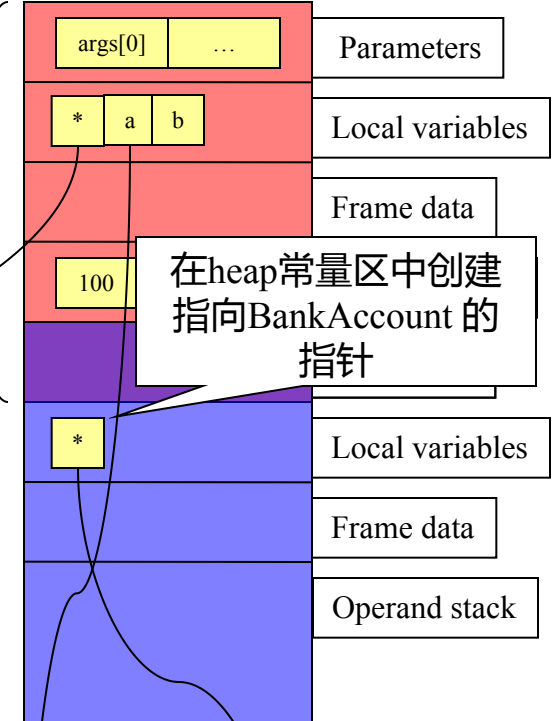 args[0] … Parameters
* a b Local variables
Frame data
100
在heap常量区中创建
指向BankAccount 的
指针
* Local variables
Frame data
Operand stack